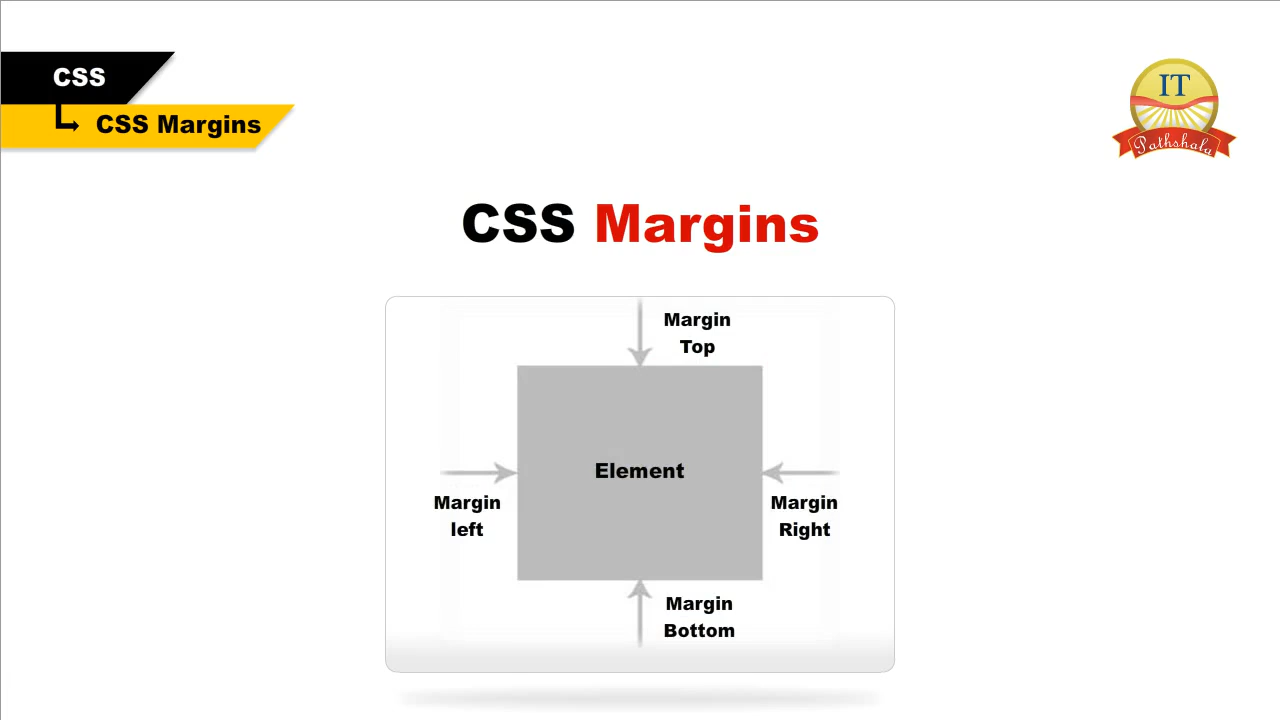 CSS
CSS Margins
IT
Pathshala
CSS Margins
Margin
Top
Element
Margin
left
Margin
Right
Margin
Bottom